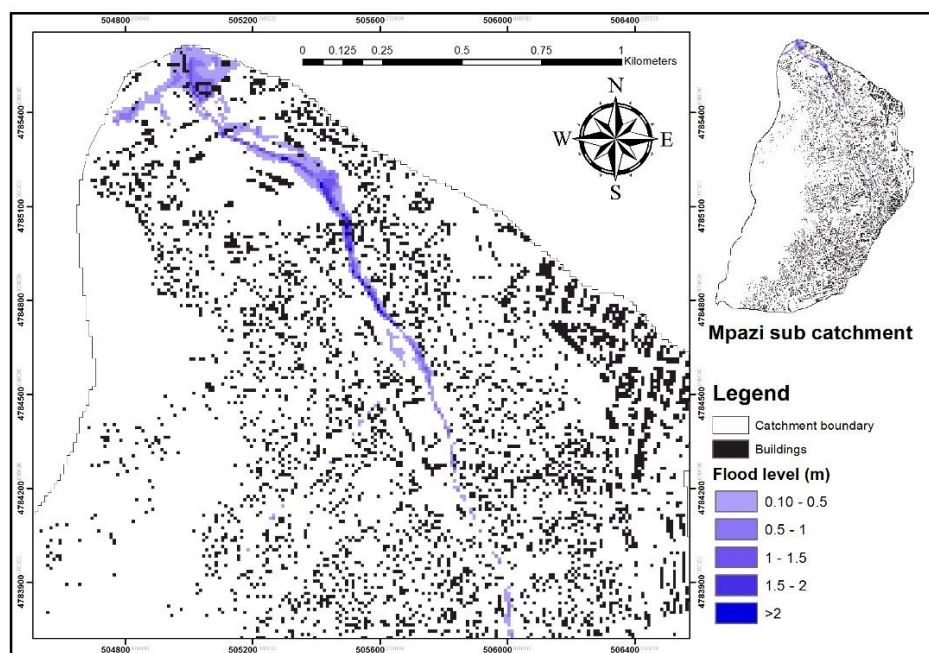 504800 505200 505600 506000 506400
0 0.125 0.25 0.5 0.75 1
Kilometers
N
W E
S
4785400
4785100
4784800
4784500
4784200
4783900
504800 505200 505600 506000 506400
Mpazi sub catchment
Legend
Catchment boundary
Buildings
Flood level (m)
0.10 - 0.5
0.5 - 1
1 - 1.5
1.5 - 2
>2